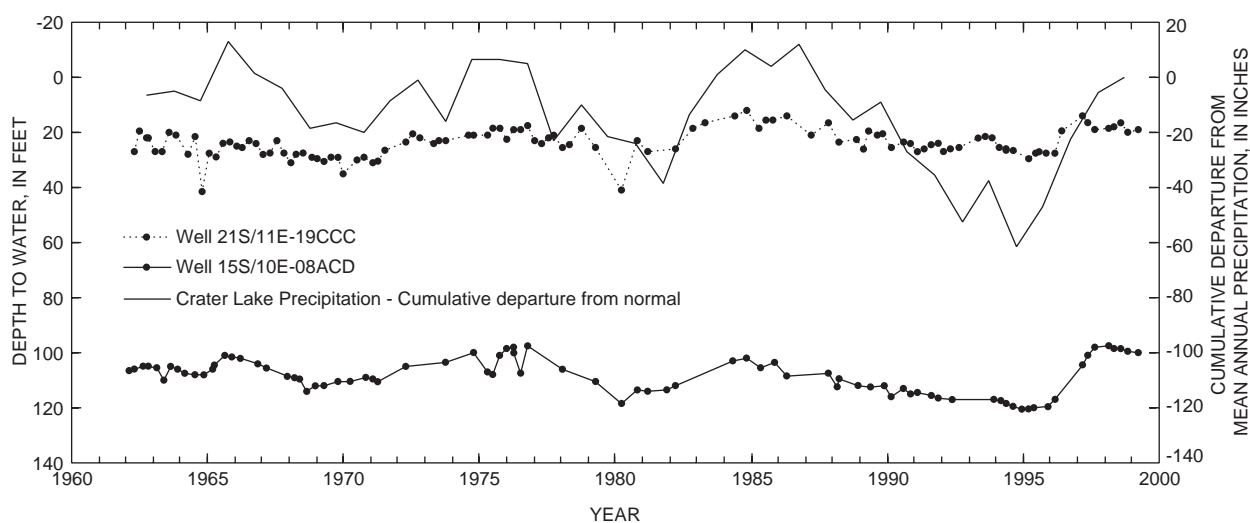 DEPTH TO WATER, IN FEET
-20
0
20
40
60
80
100
120
140
20
0
-20
-40
-60
-80
-100
-120
-140
CUMULATIVE DEPARTURE FROM
MEAN ANNUAL PRECIPITATION, IN INCHES
Well 21S/11E-19CCC
Well 15S/10E-08ACD
Crater Lake Precipitation - Cumulative departure from normal
1960 1965 1970 1975 1980 1985 1990 1995 2000
YEAR